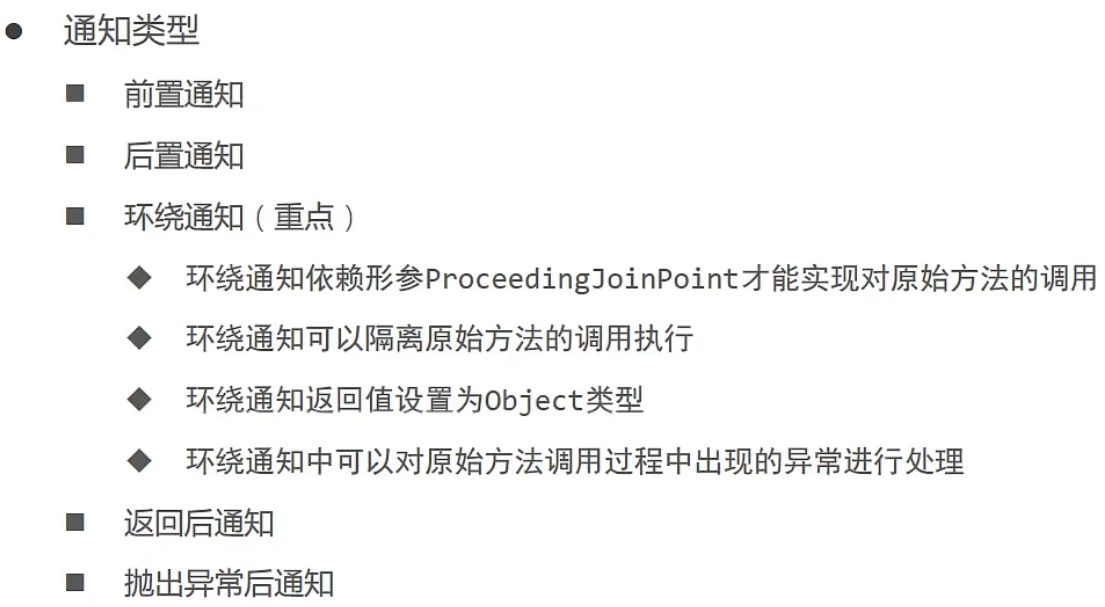 通知类型
前置通知
后置通知
环绕通知（重点）
环绕通知依赖形参ProceedingJoinPoint才能实现对原始方法的调用
环绕通知可以隔离原始方法的调用执行
环绕通知返回值设置为Object类型
环绕通知中可以对原始方法调用过程中出现的异常进行处理
返回后通知
抛出异常后通知